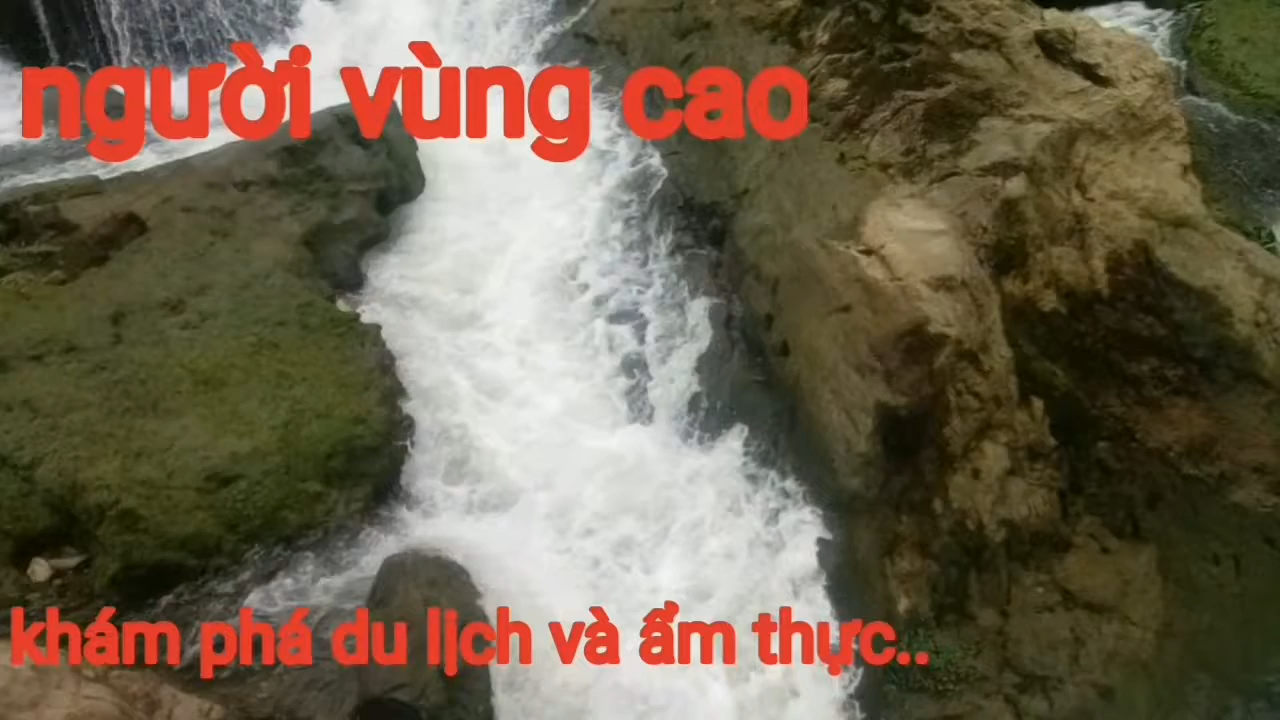 người vùng cao
khám phá du lịch và ẩm thực..